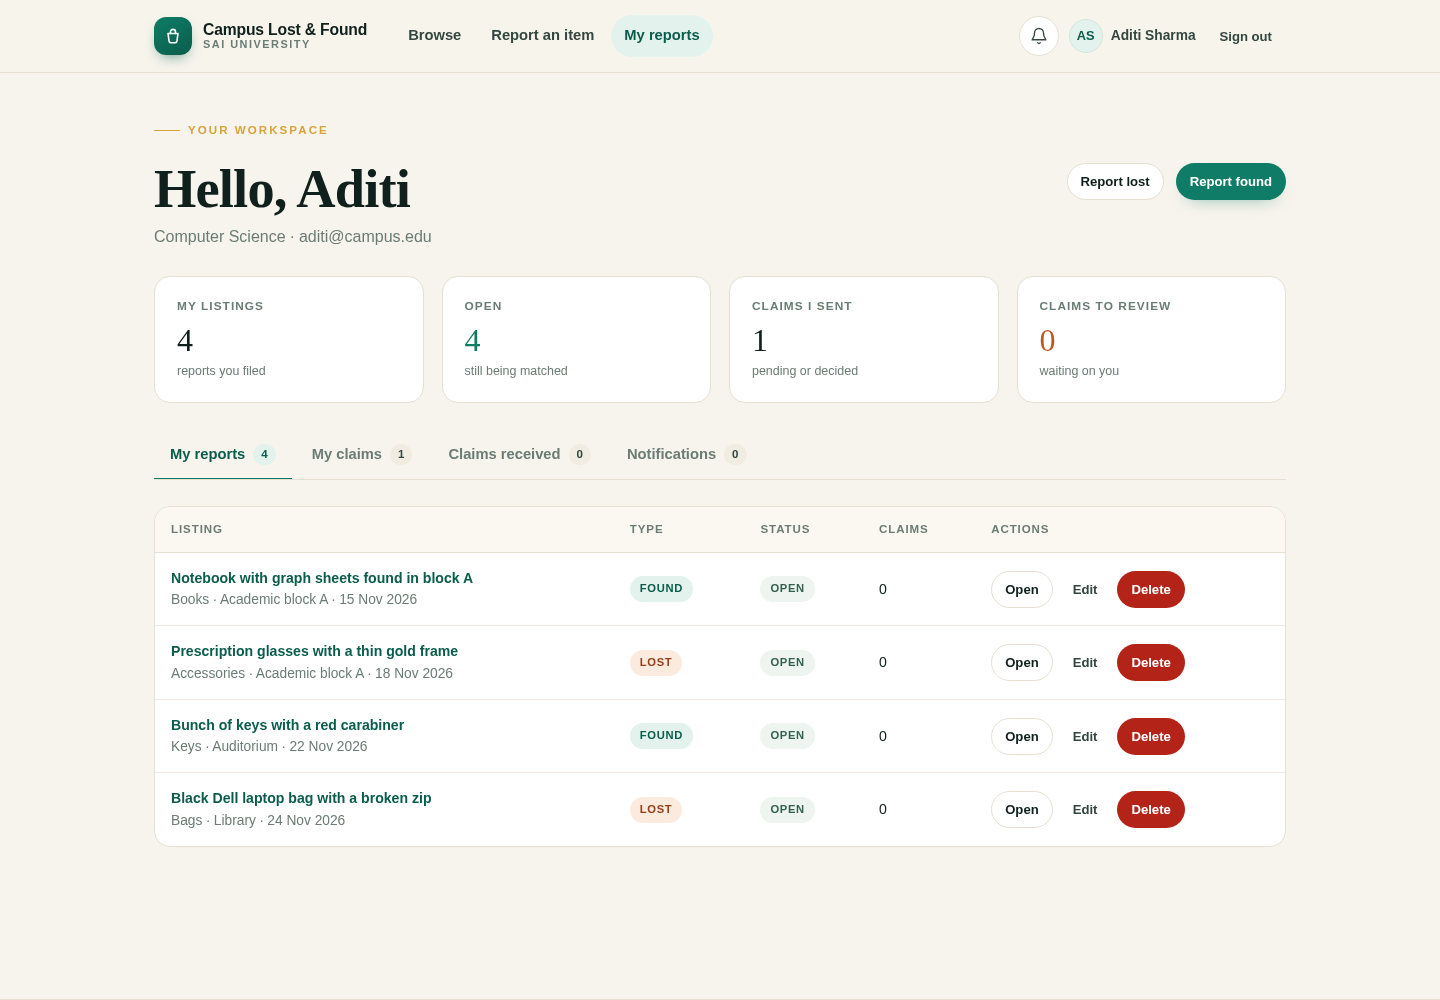 Campus Lost & Found
SAI UNIVERSITY
Browse
Report an item
My reports
AS
Aditi Sharma
Sign out
YOUR WORKSPACE
Hello, Aditi
Computer Science · aditi@campus.edu
Report lost
Report found
MY LISTINGS
4
reports you filed
OPEN
4
still being matched
CLAIMS I SENT
1
pending or decided
CLAIMS TO REVIEW
0
waiting on you
My reports 4
My claims 1
Claims received 0
Notifications 0
LISTING TYPE STATUS CLAIMS ACTIONS
Notebook with graph sheets found in block A
Books · Academic block A · 15 Nov 2026
FOUND OPEN 0 Open Edit Delete
Prescription glasses with a thin gold frame
Accessories · Academic block A · 18 Nov 2026
LOST OPEN 0 Open Edit Delete
Bunch of keys with a red carabiner
Keys · Auditorium · 22 Nov 2026
FOUND OPEN 0 Open Edit Delete
Black Dell laptop bag with a broken zip
Bags · Library · 24 Nov 2026
LOST OPEN 0 Open Edit Delete